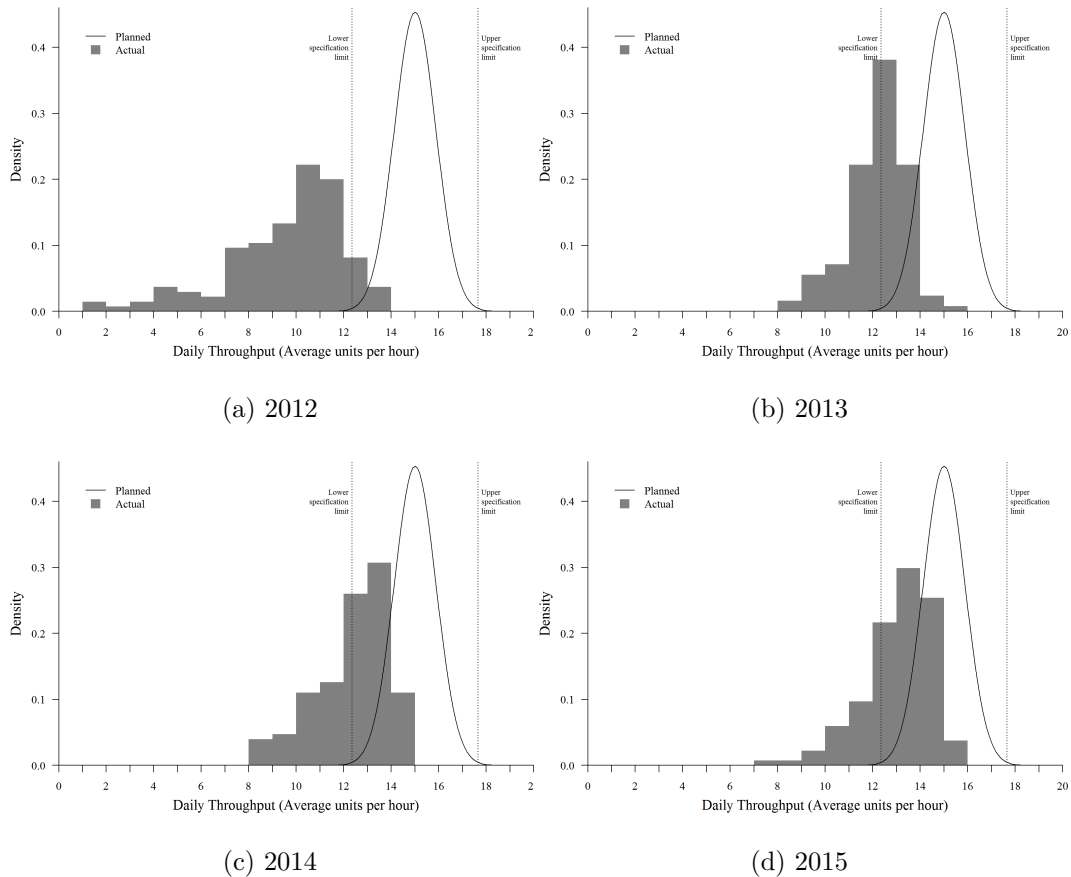 Planned
Actual
Lower
specification
limit
Upper
specification
limit
Density
0.4
0.3
0.2
0.1
0.0
0 2 4 6 8 10 12 14 16 18 2
Daily Throughput (Average units per hour)
(a) 2012
Planned
Actual
Lower
specification
limit
Upper
specification
limit
Density
0.4
0.3
0.2
0.1
0.0
0 2 4 6 8 10 12 14 16 18 20
Daily Throughput (Average units per hour)
(b) 2013
Planned
Actual
Lower
specification
limit
Upper
specification
limit
Density
0.4
0.3
0.2
0.1
0.0
0 2 4 6 8 10 12 14 16 18 2
Daily Throughput (Average units per hour)
(c) 2014
Planned
Actual
Lower
specification
limit
Upper
specification
limit
Density
0.4
0.3
0.2
0.1
0.0
0 2 4 6 8 10 12 14 16 18 20
Daily Throughput (Average units per hour)
(d) 2015